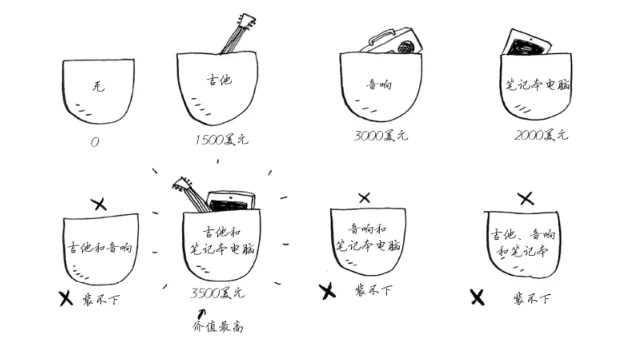 无
吉他
音响
笔记本电脑
0
1500美元
3000美元
2000美元
吉他和音响
吉他和
笔记本电脑
音响和
笔记本电脑
吉他、音响
和笔记本
装不下
3500美元
装不下
装不下
价值最高